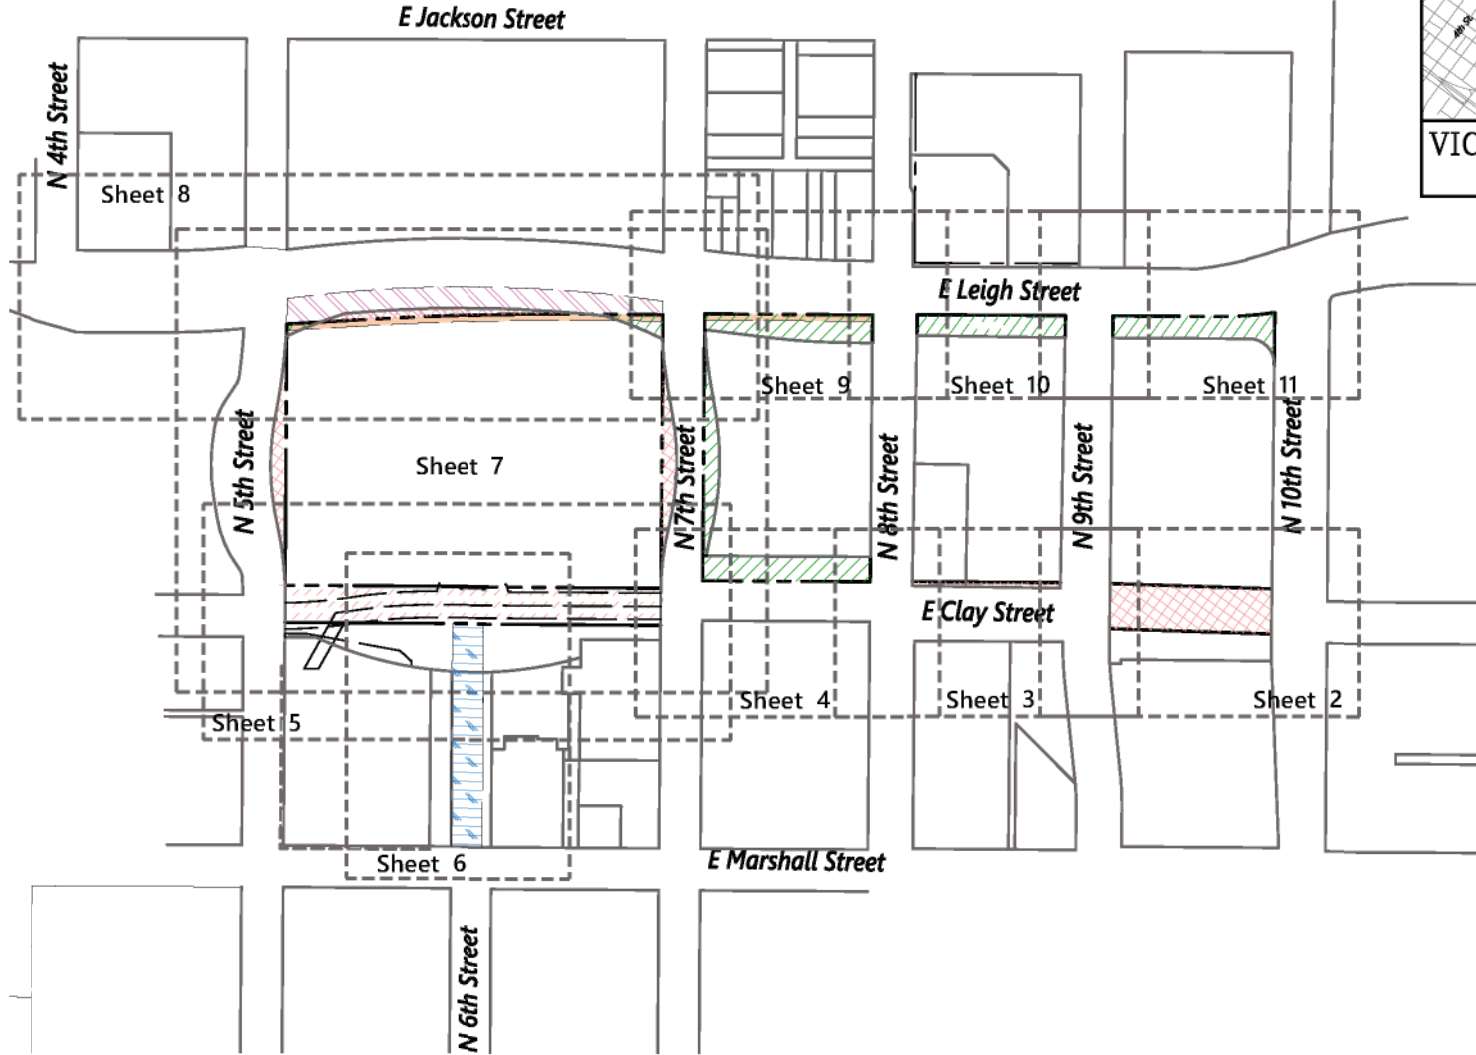 E Jackson Street
4th St
N 4th Street
VIC
Sheet 8
E Leigh Street
Sheet 9
Sheet 10
Sheet 11
N 5th Street
Sheet 7
N 7th Street
N 8th Street
N 9th Street
N 10th Street
E Clay Street
Sheet 5
Sheet 4
Sheet 3
Sheet 2
Sheet 6
E Marshall Street
N 6th Street